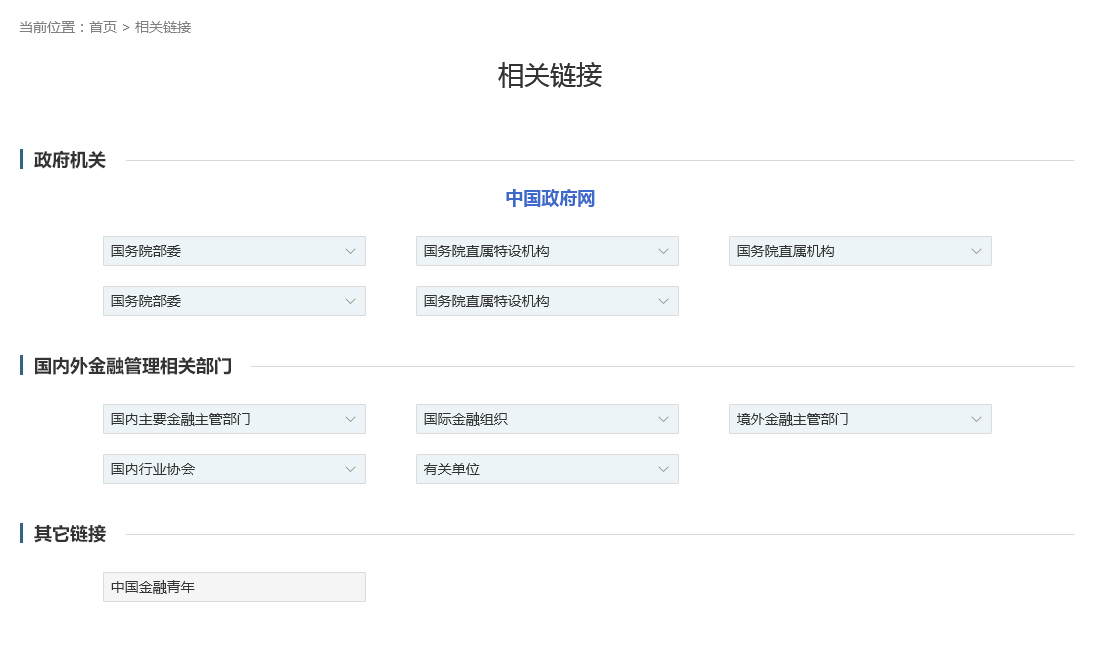 当前位置：首页 > 相关链接
相关链接
政府机关
中国政府网
国务院部委 国务院直属特设机构 国务院直属机构
国务院部委 国务院直属特设机构
国内外金融管理相关部门
国内主要金融主管部门 国际金融组织 境外金融主管部门
国内行业协会 有关单位
其它链接
中国金融青年